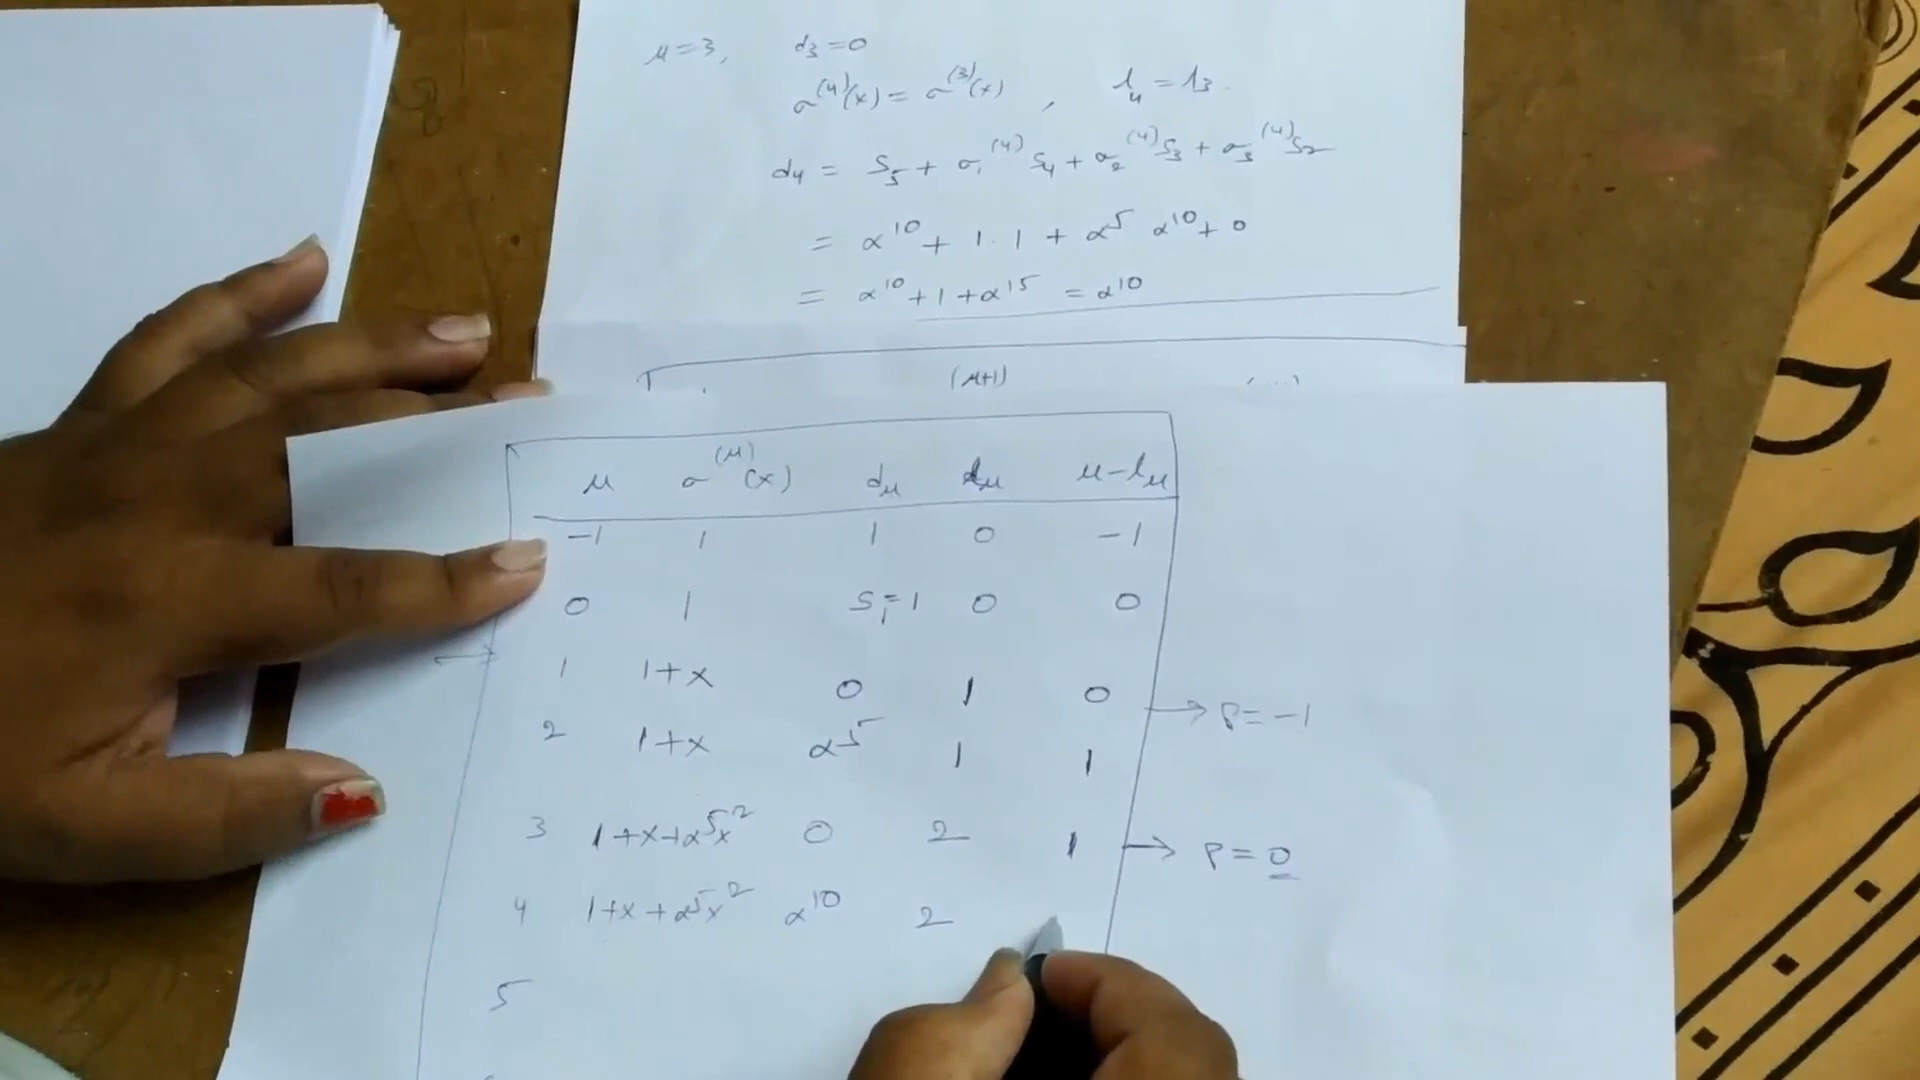 μ=3, d₃=0
σ⁽⁴⁾(x) = σ⁽³⁾(x) , l₄ = l₃.
d₄ = S₅ + σ₁⁽⁴⁾ S₄ + σ₂⁽⁴⁾ S₃ + σ₃⁽⁴⁾ S₂
= α¹⁰ + 1.1 + α⁵ α¹⁰ + 0
= α¹⁰ + 1 + α¹⁵ = α¹⁰
(μ+1)
μ σ⁽μ⁾(x) dμ lμ μ-lμ
-1 1 1 0 -1
0 1 S₁=1 0 0
→ 1 1+x 0 1 0 → ρ=-1
2 1+x α⁵ 1 1
3 1+x+α⁵x² 0 2 1 → ρ=0
4 1+x+α⁵x² α¹⁰ 2
5